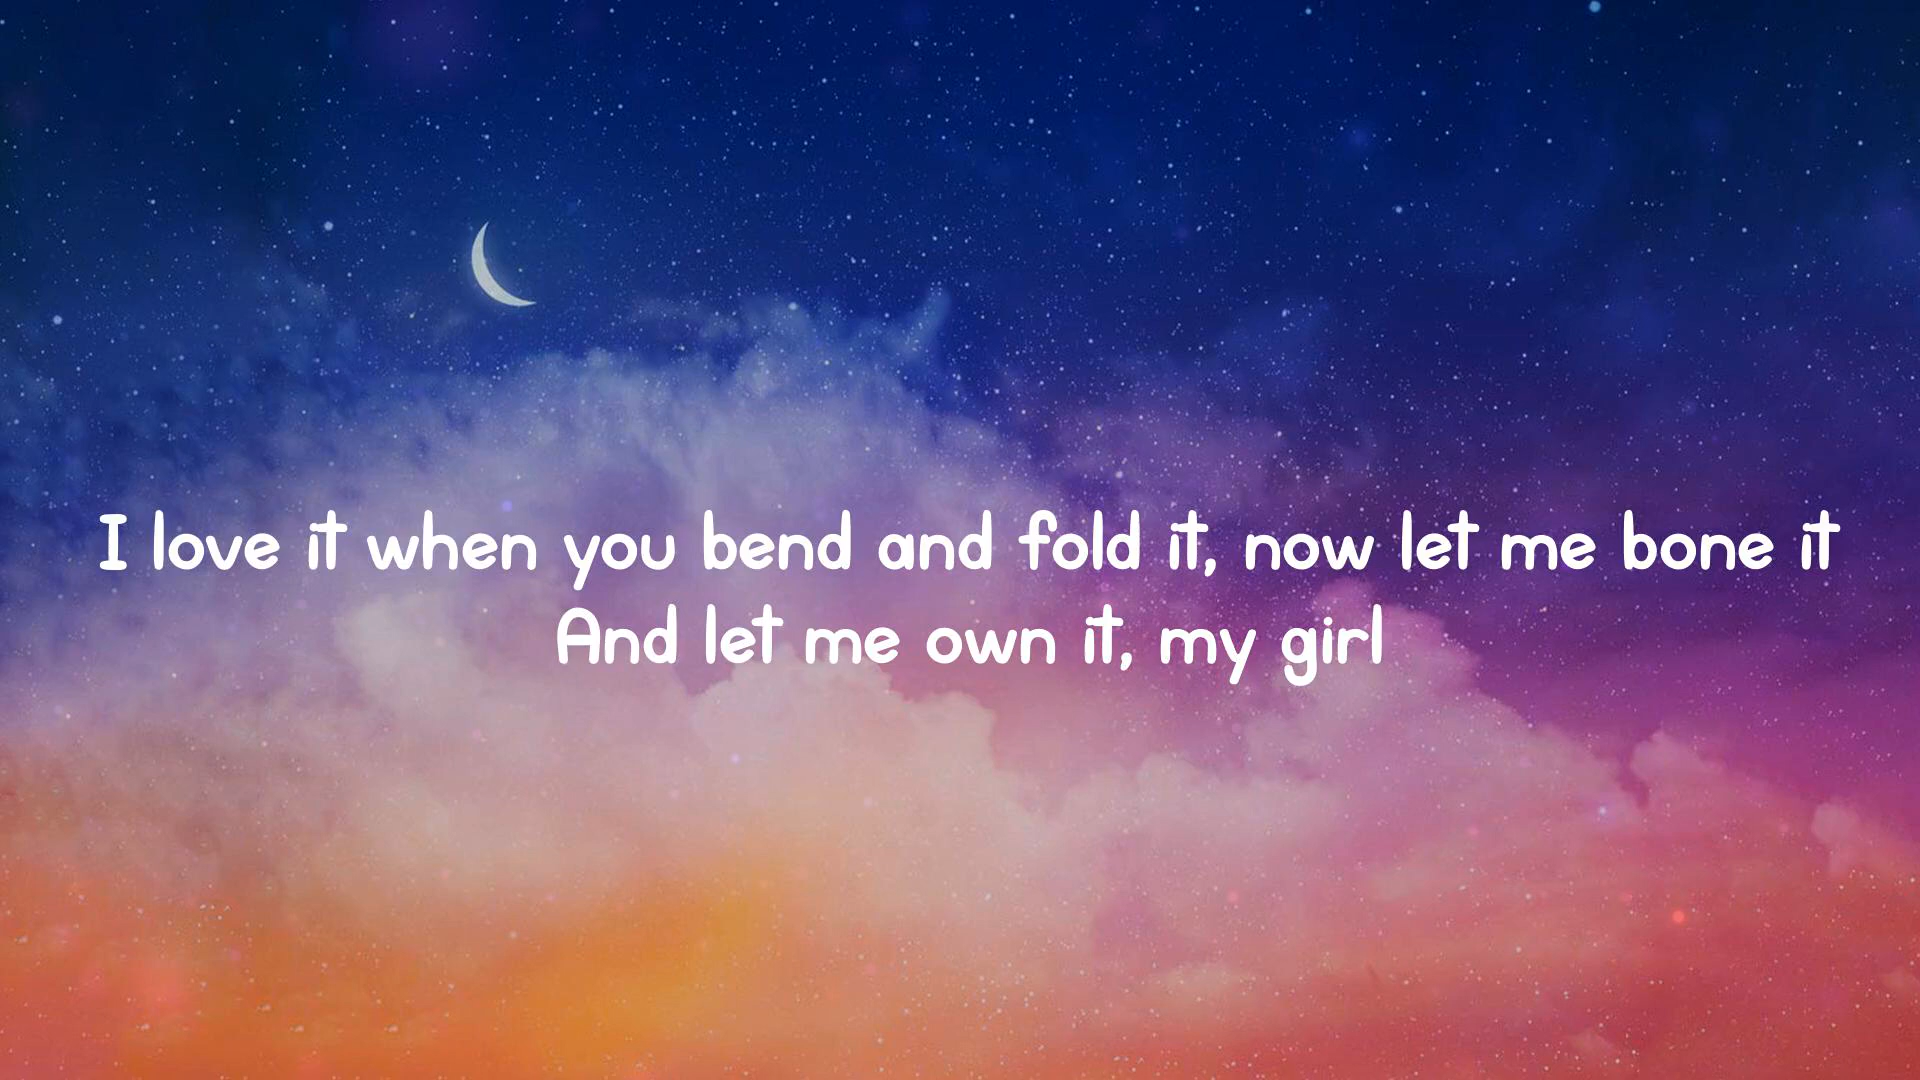 I love it when you bend and fold it, now let me bone it
And let me own it, my girl